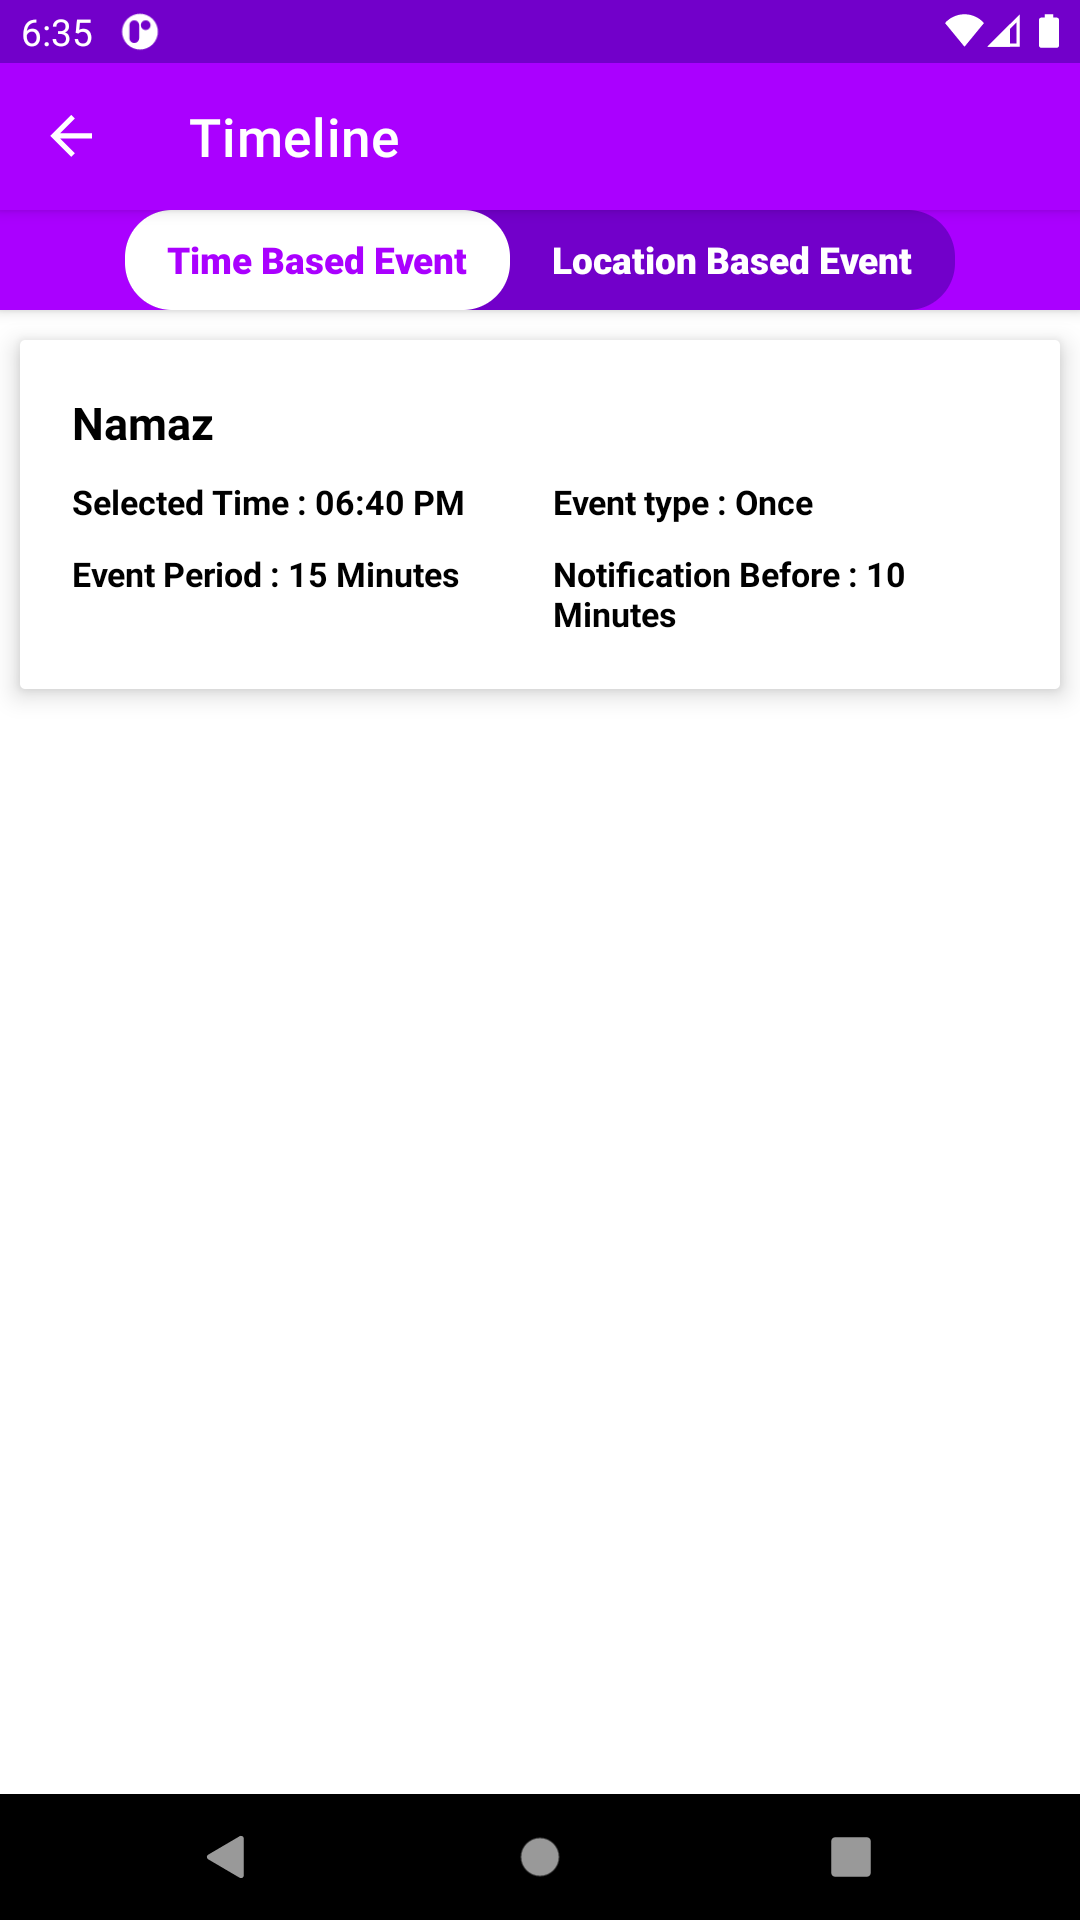 6:35
Timeline
Time Based Event Location Based Event
Namaz
Selected Time : 06:40 PM Event type : Once
Event Period : 15 Minutes Notification Before : 10
Minutes